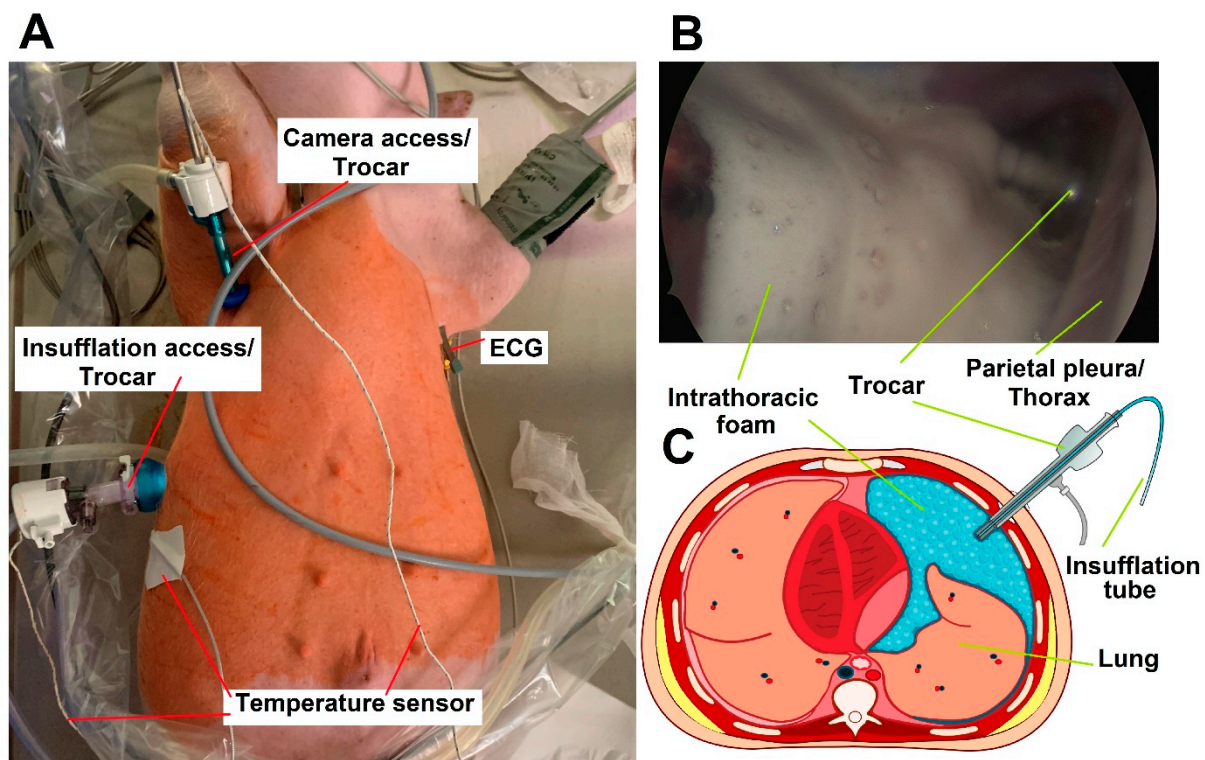 A
B
Camera access/
Trocar
Insufflation access/
Trocar
ECG
Temperature sensor
Intrathoracic
foam
Trocar
Parietal pleura/
Thorax
C
Insufflation
tube
Lung